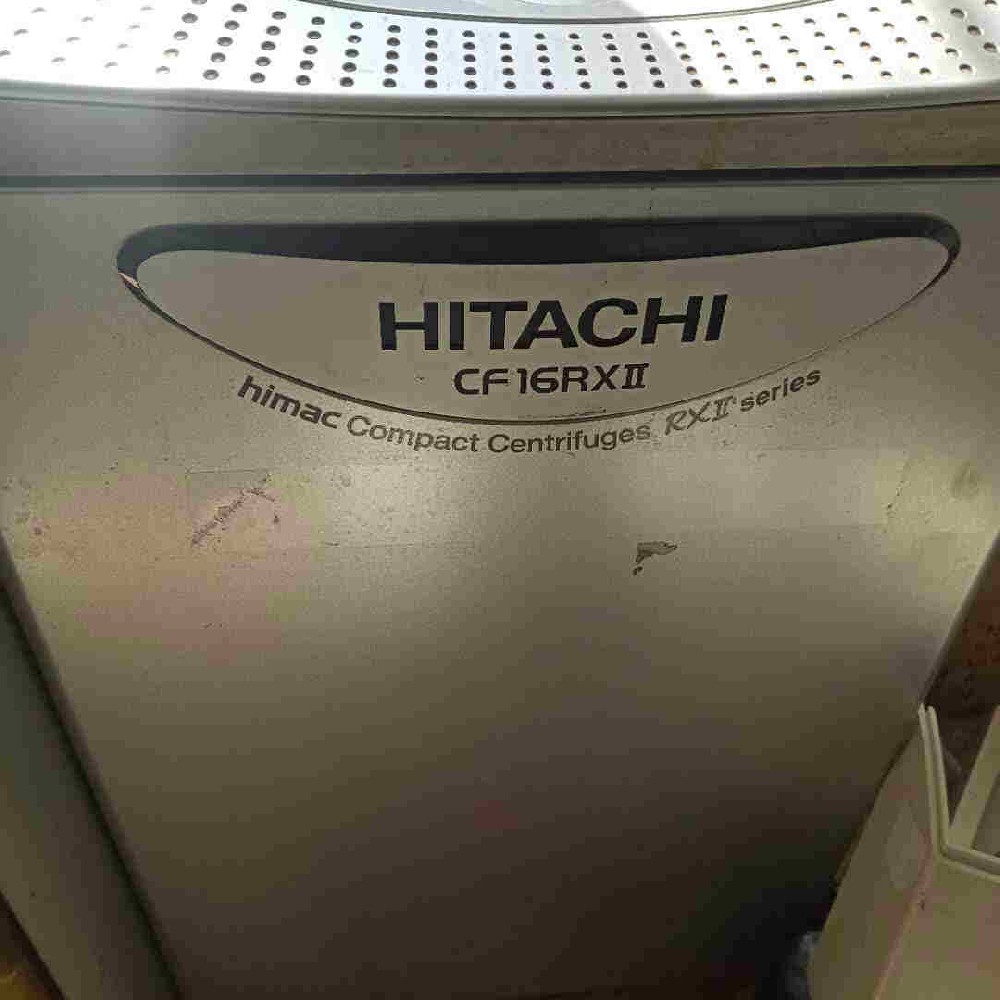 HITACHI
CF16RXⅡ
himac Compact Centrifuges RXⅡ series